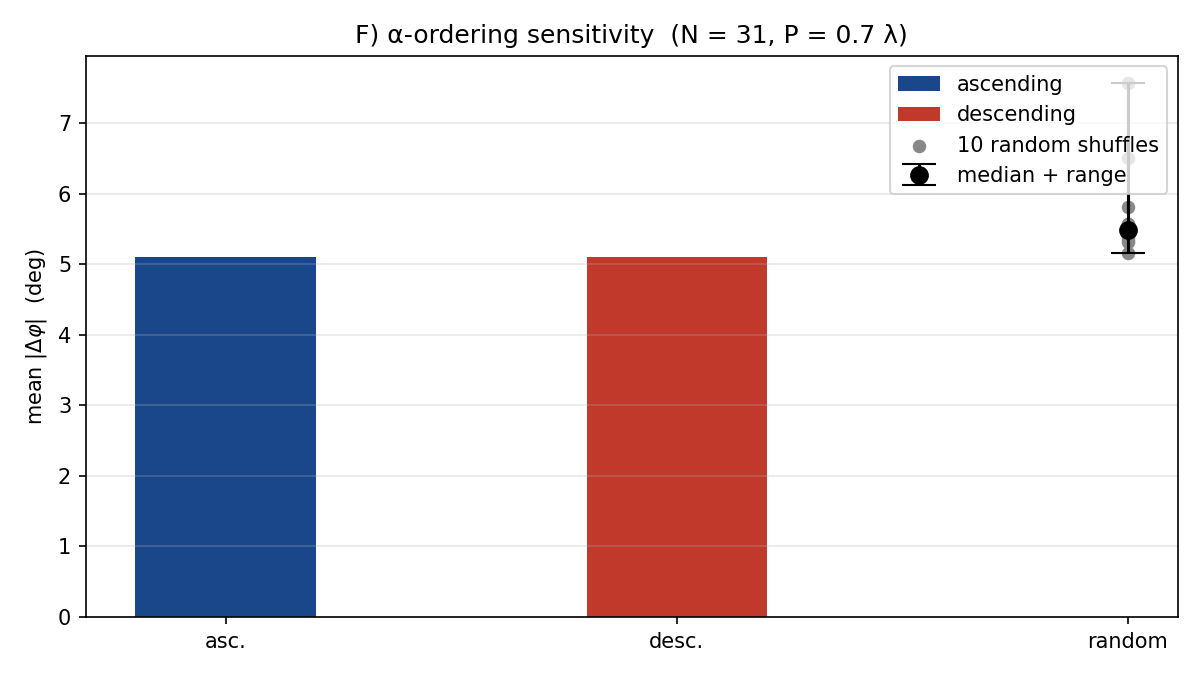 F) α-ordering sensitivity (N = 31, P = 0.7 λ)
mean |Δφ| (deg)
7
6
5
4
3
2
1
0
ascending
descending
10 random shuffles
median + range
asc.
desc.
random